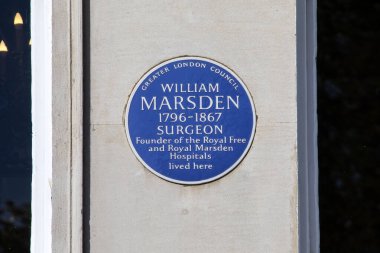 GREATER LONDON COUNCIL
WILLIAM
MARSDEN
1796-1867
SURGEON
Founder of the Royal Free
and Royal Marsden
Hospitals
lived here